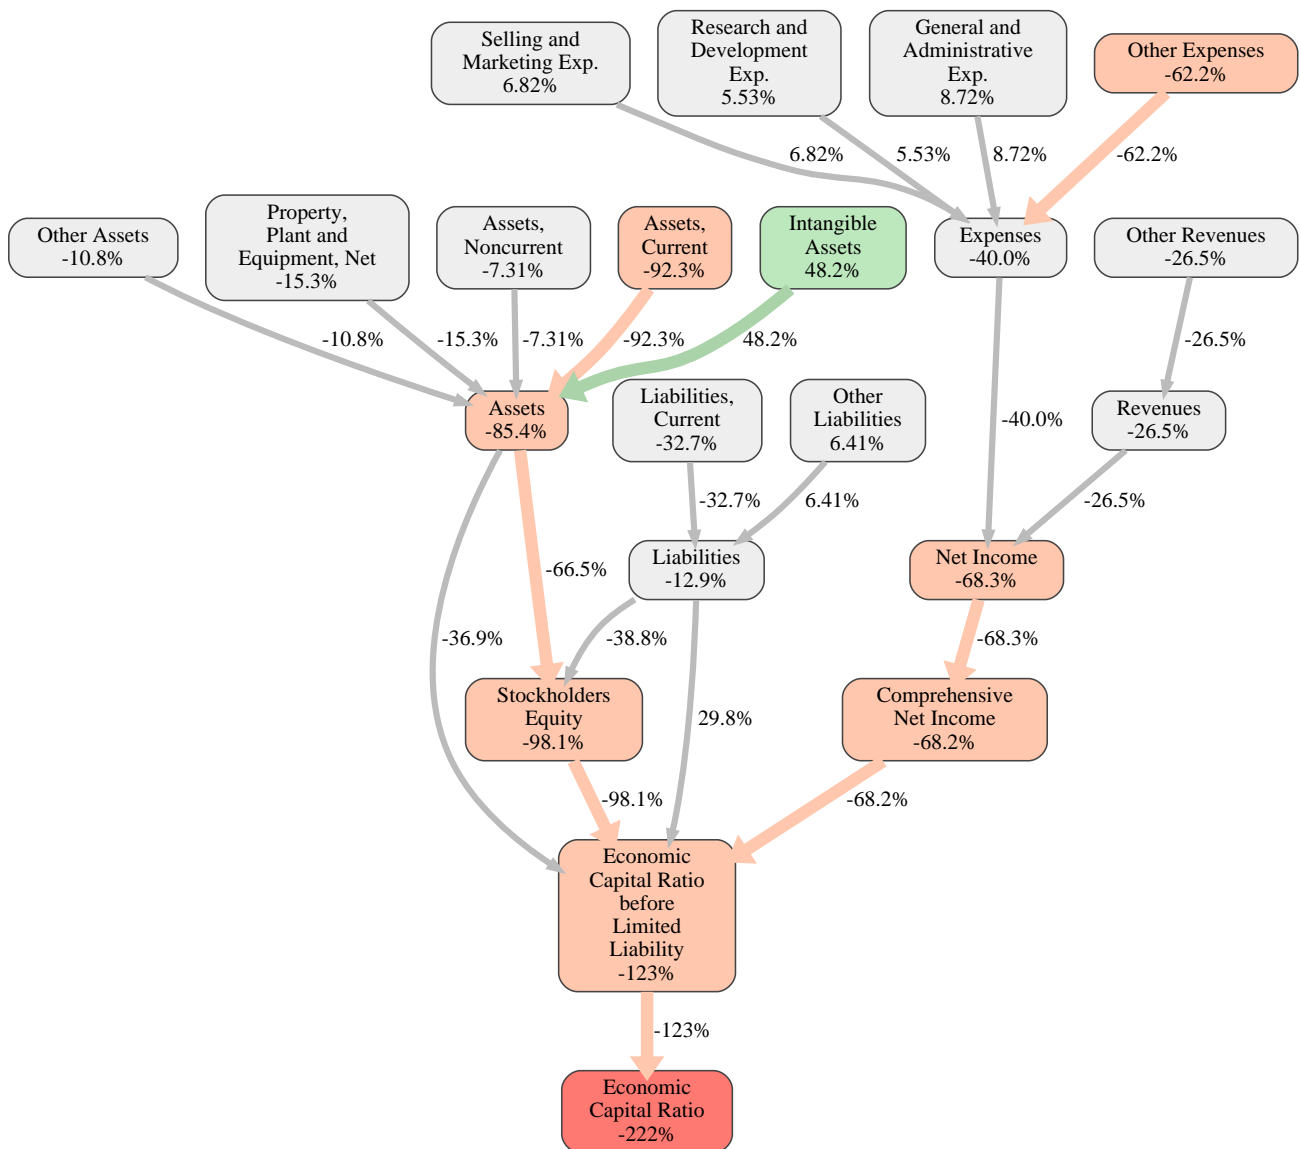 Selling and
Marketing Exp.
6.82%
Research and
Development
Exp.
5.53%
General and
Administrative
Exp.
8.72%
Other Expenses
-62.2%
6.82%
5.53%
8.72%
-62.2%
Other Assets
-10.8%
Property,
Plant and
Equipment, Net
-15.3%
Assets,
Noncurrent
-7.31%
Assets,
Current
-92.3%
Intangible
Assets
48.2%
Expenses
-40.0%
Other Revenues
-26.5%
-10.8%
-15.3%
-7.31%
-92.3%
48.2%
-26.5%
Assets
-85.4%
Liabilities,
Current
-32.7%
Other
Liabilities
6.41%
-40.0%
Revenues
-26.5%
-32.7%
6.41%
-26.5%
-66.5%
Liabilities
-12.9%
Net Income
-68.3%
-36.9%
-38.8%
-68.3%
Stockholders
Equity
-98.1%
29.8%
Comprehensive
Net Income
-68.2%
-98.1%
-68.2%
Economic
Capital Ratio
before
Limited
Liability
-123%
-123%
Economic
Capital Ratio
-222%